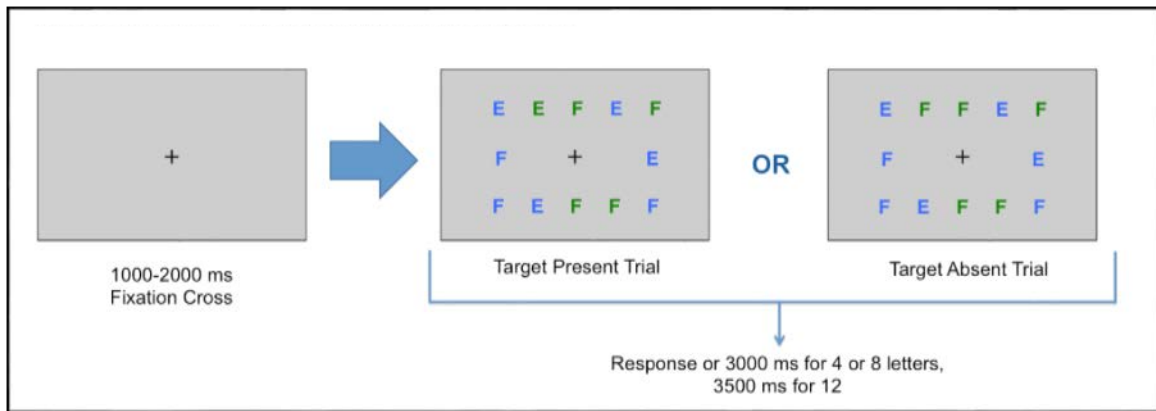 E E F E F
F + E
F E F F F
Target Present Trial
OR
E F F E F
F + E
F E F F F
Target Absent Trial
+
1000-2000 ms
Fixation Cross
Response or 3000 ms for 4 or 8 letters,
3500 ms for 12